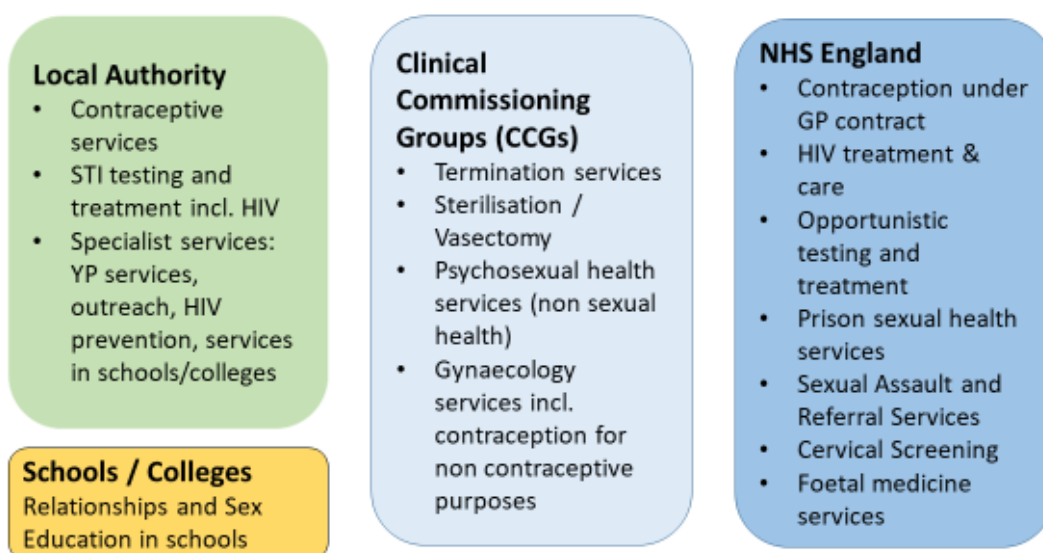 Local Authority
• Contraceptive
services
• STI testing and
treatment incl. HIV
• Specialist services:
YP services,
outreach, HIV
prevention, services
in schools/colleges
Schools / Colleges
Relationships and Sex
Education in schools
Clinical
Commissioning
Groups (CCGs)
• Termination services
• Sterilisation /
Vasectomy
• Psychosexual health
services (non sexual
health)
• Gynaecology
services incl.
contraception for
non contraceptive
purposes
NHS England
• Contraception under
GP contract
• HIV treatment &
care
• Opportunistic
testing and
treatment
• Prison sexual health
services
• Sexual Assault and
Referral Services
• Cervical Screening
• Foetal medicine
services